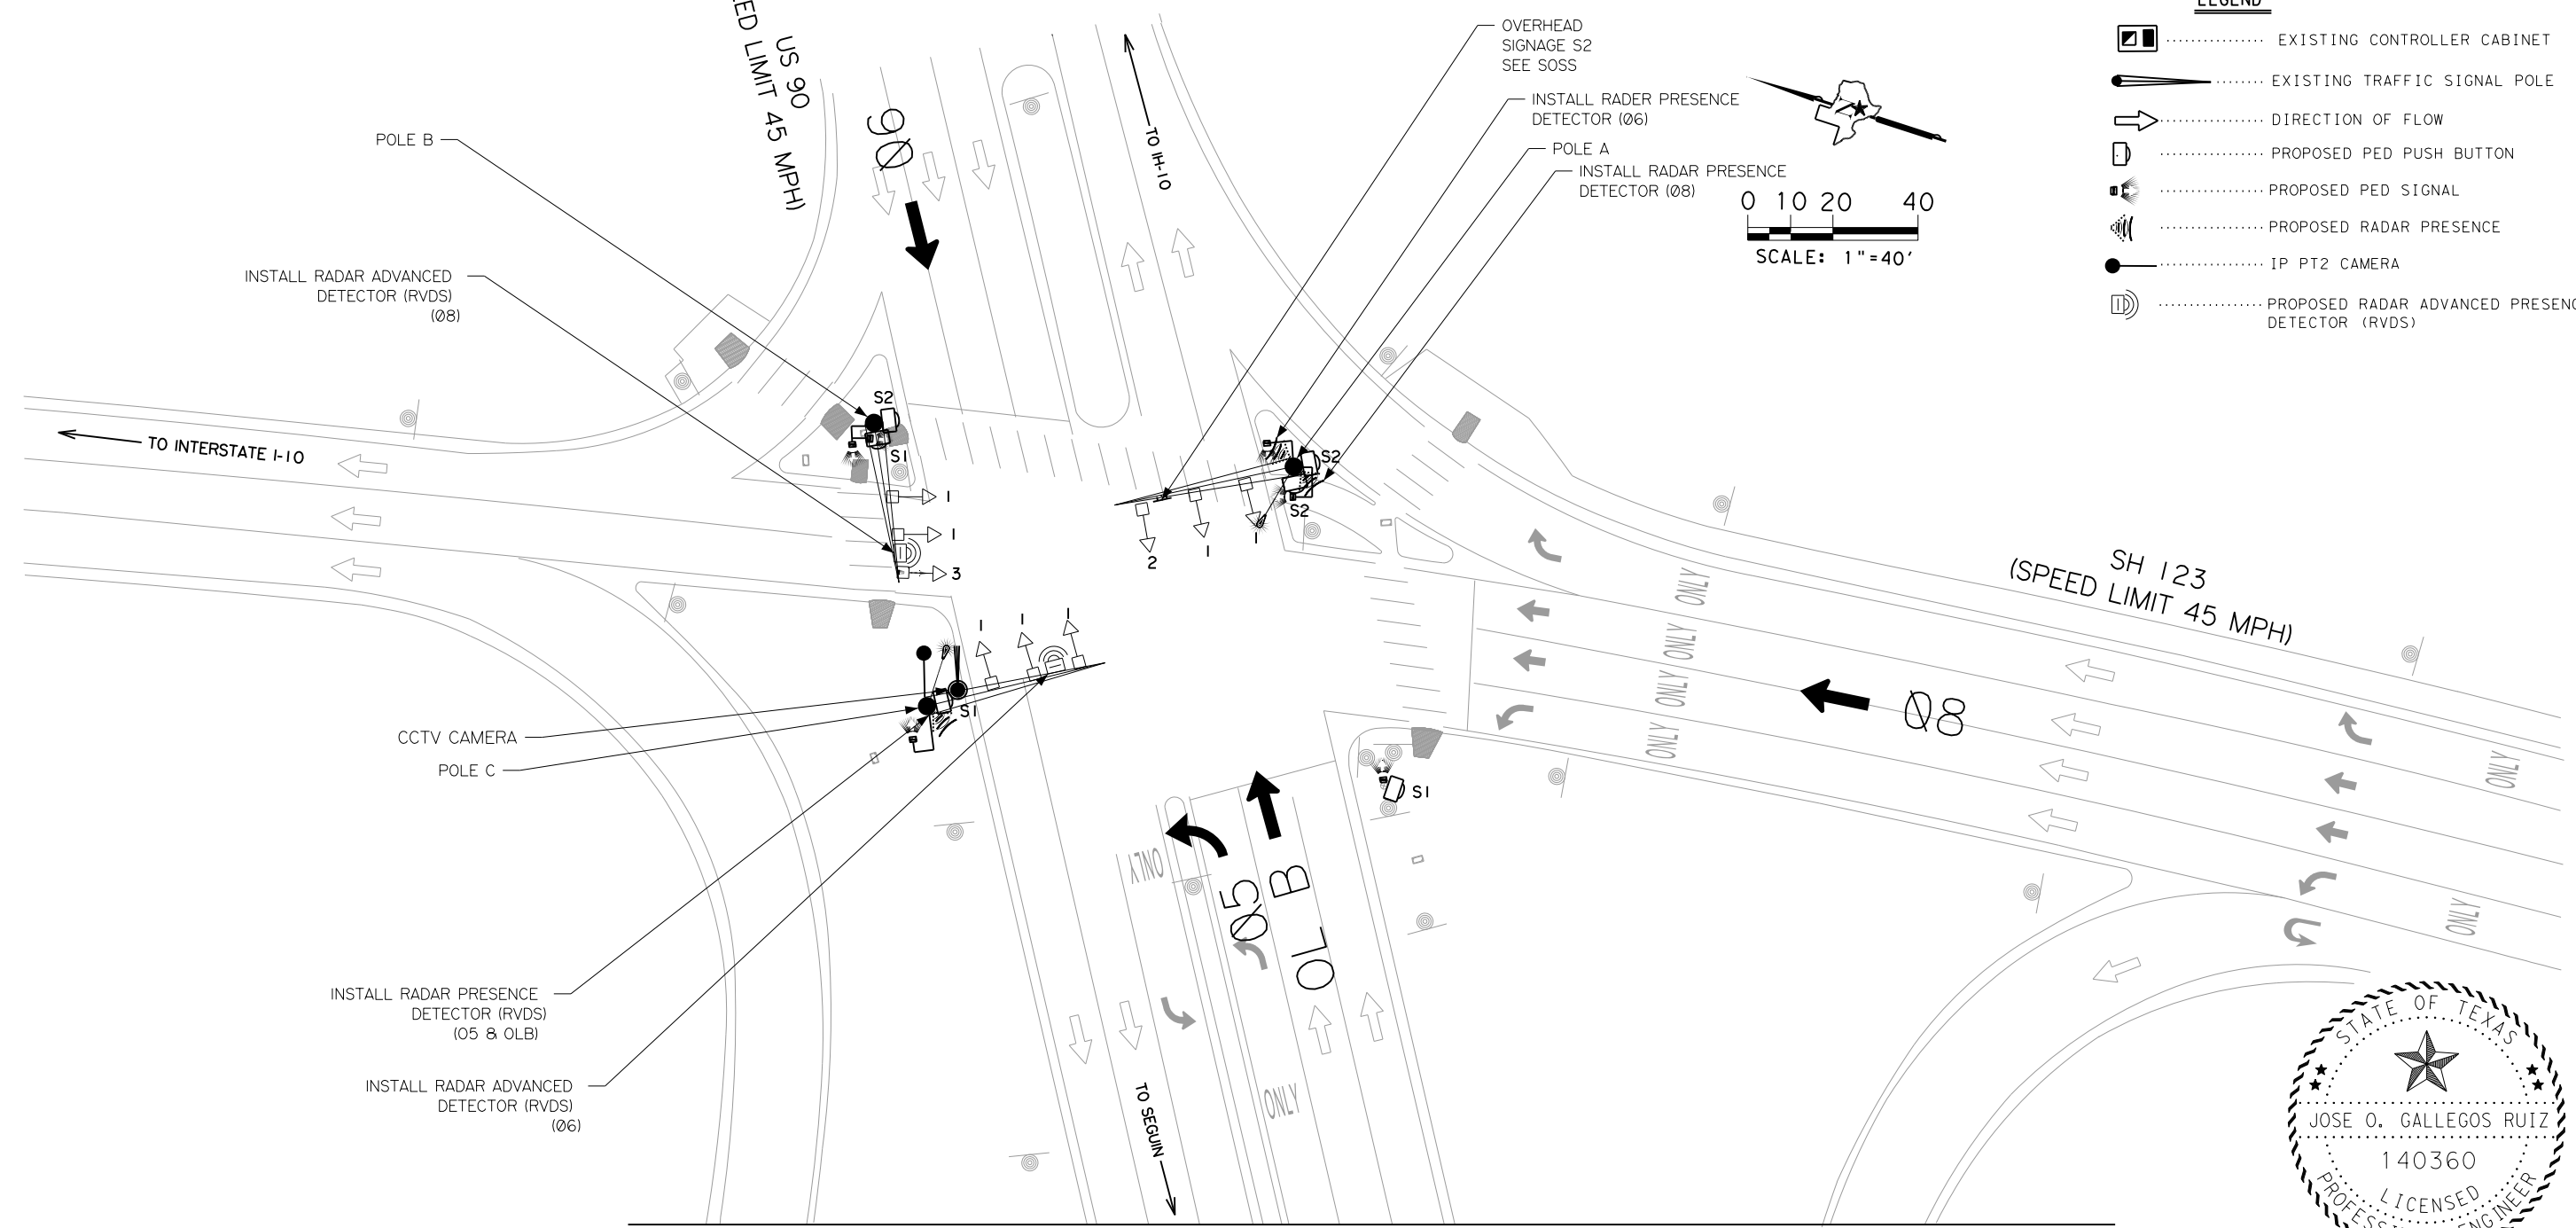 LEGEND
EXISTING CONTROLLER CABINET
EXISTING TRAFFIC SIGNAL POLE
DIRECTION OF FLOW
PROPOSED PED PUSH BUTTON
PROPOSED PED SIGNAL
PROPOSED RADAR PRESENCE
IP PT2 CAMERA
PROPOSED RADAR ADVANCED
DETECTOR (RVDS)
US 90
LIMIT 45 MPH)
Ø6
TO IH-10
OVERHEAD
SIGNAGE S2
SEE SOSS
INSTALL RADER PRESENCE
DETECTOR (Ø6)
POLE A
INSTALL RADAR PRESENCE
DETECTOR (Ø8)
0 10 20 40
SCALE: 1"=40'
POLE B
INSTALL RADAR ADVANCED
DETECTOR (RVDS)
(Ø8)
TO INTERSTATE I-10
S2
S1
1
1
3
S2
S2
2
1
1
1
1
1
S1
SH 123
(SPEED LIMIT 45 MPH)
ONLY
ONLY
ONLY
ONLY
Ø8
ONLY
ONLY
S1
CCTV CAMERA
POLE C
ONLY
Ø5
OL B
ONLY
TO SEGUIN
INSTALL RADAR PRESENCE
DETECTOR (RVDS)
(O5 & OLB)
INSTALL RADAR ADVANCED
DETECTOR (RVDS)
(Ø6)
STATE OF TEXAS
JOSE O. GALLEGOS RUIZ
140360
LICENSED